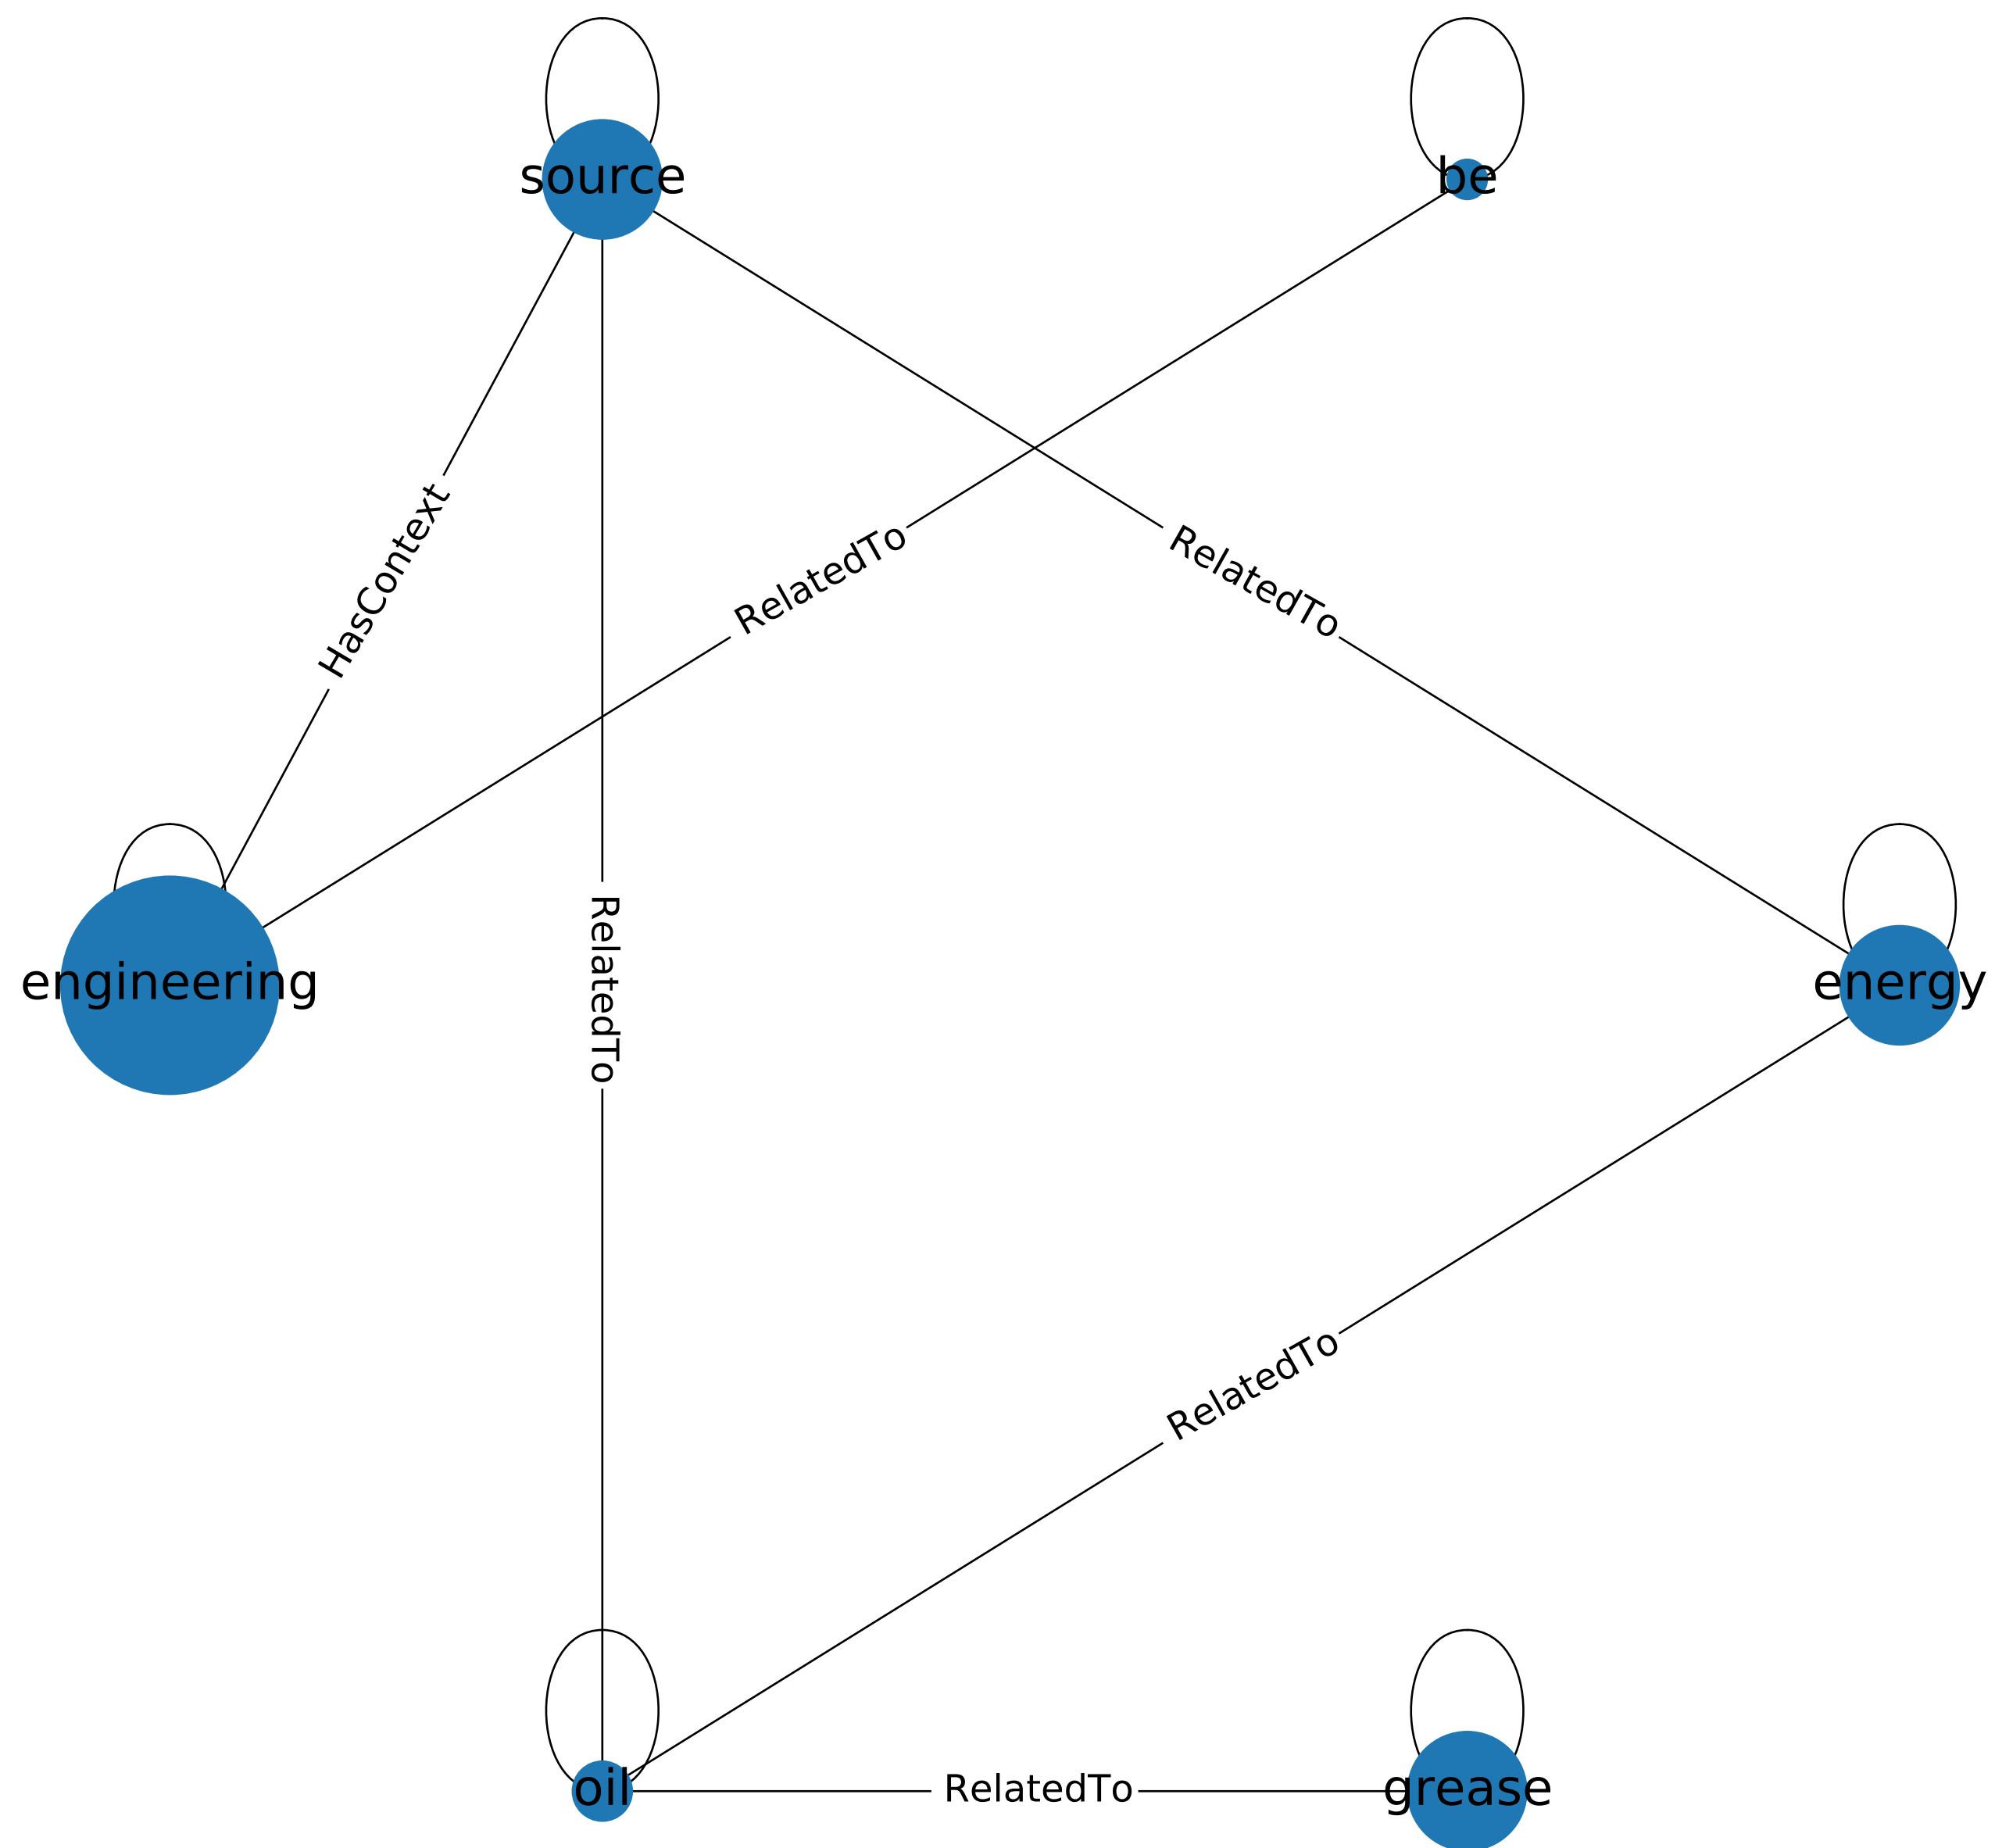 source
be
HasContext
RelatedTo
RelatedTo
RelatedTo
engineering
energy
RelatedTo
oil
RelatedTo
grease